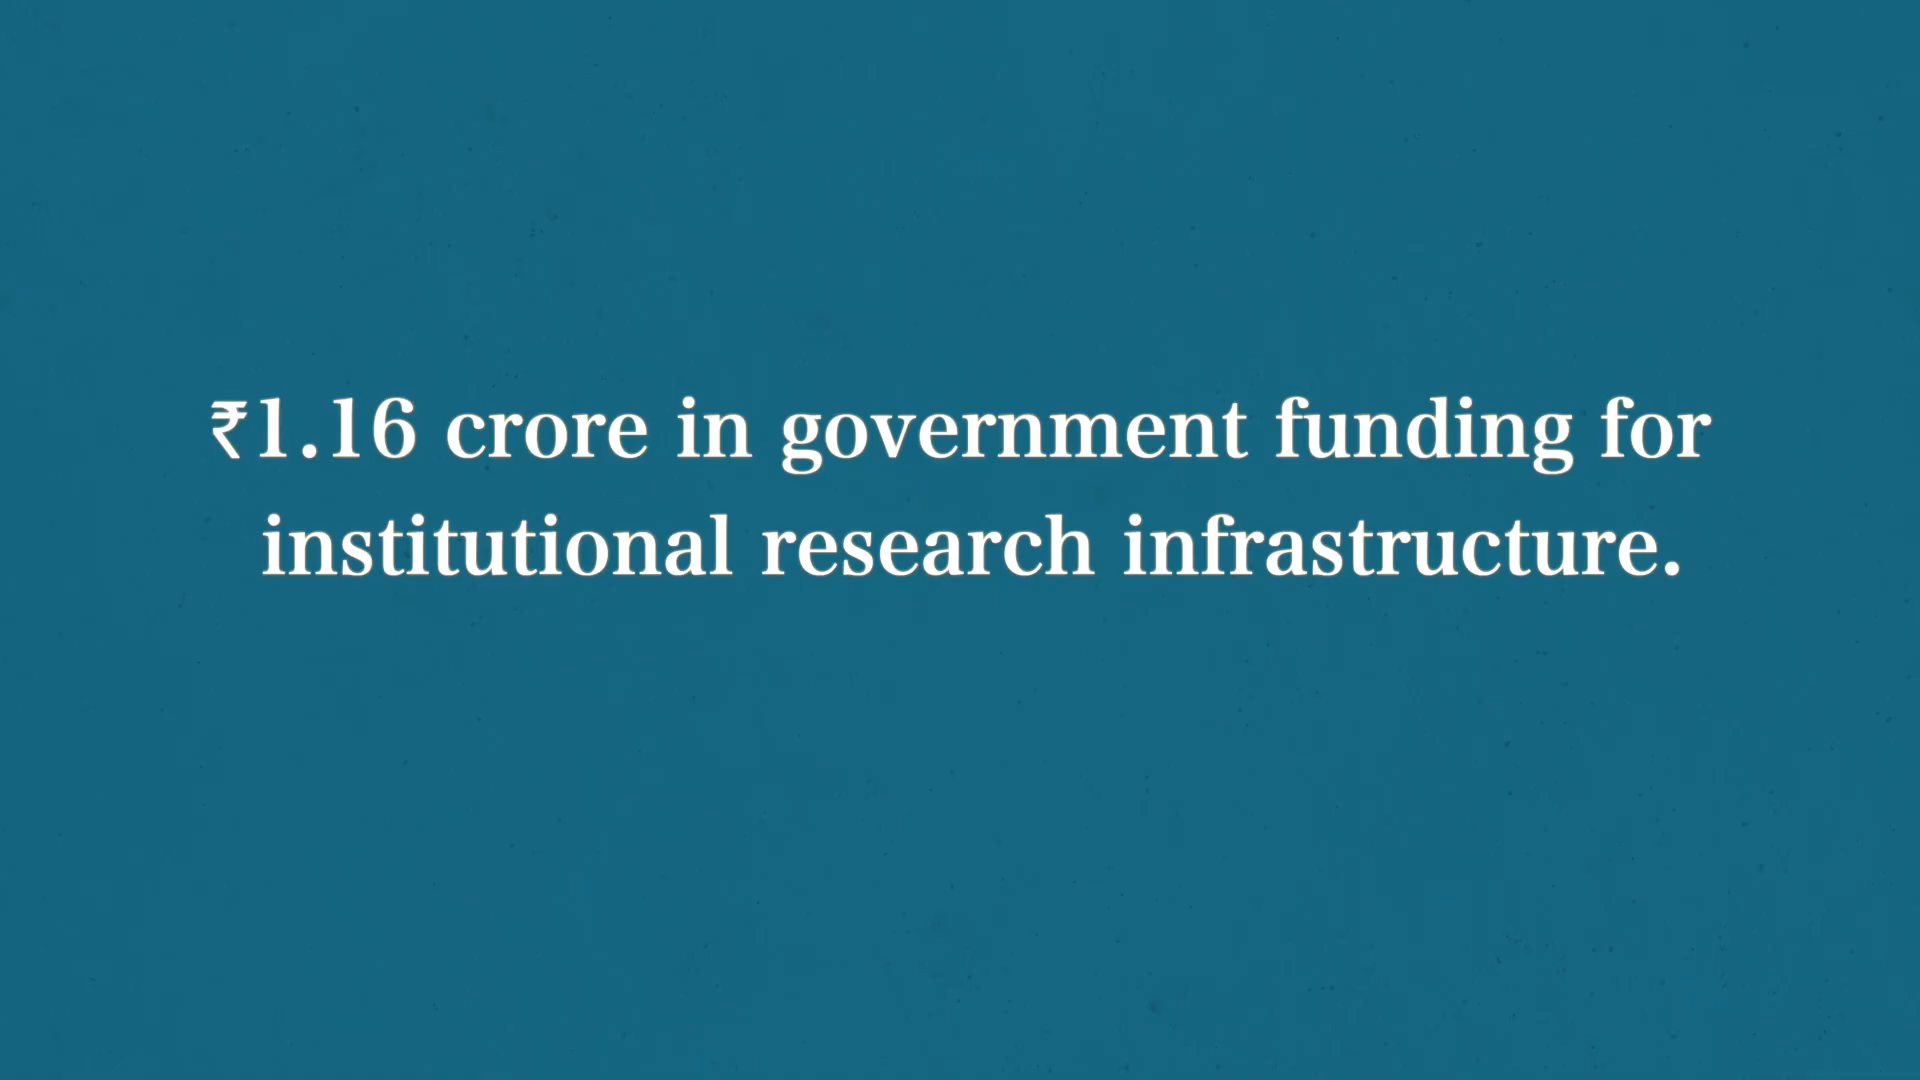 ₹1.16 crore in government funding for
institutional research infrastructure.